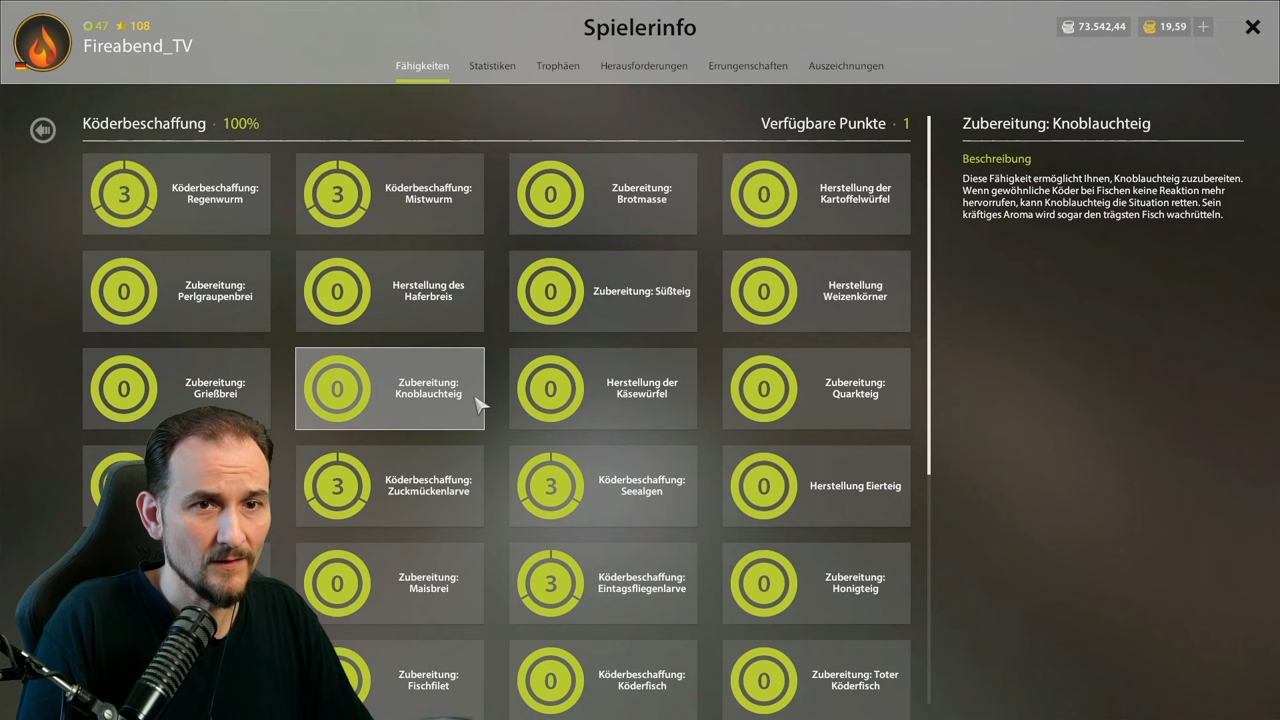 47 108
Fireabend_TV
Spielerinfo
73.542,44
19,59 +
Fähigkeiten
Statistiken
Trophäen
Herausforderungen
Errungenschaften
Auszeichnungen
Köderbeschaffung · 100%
Verfügbare Punkte · 1
3
Köderbeschaffung:
Regenwurm
3
Köderbeschaffung:
Mistwurm
0
Zubereitung:
Brotmasse
0
Herstellung der
Kartoffelwürfel
0
Zubereitung:
Perlgraupenbrei
0
Herstellung des
Haferbreis
0
Zubereitung: Süßteig
0
Herstellung
Weizenkörner
0
Zubereitung:
Grießbrei
0
Zubereitung:
Knoblauchteig
0
Herstellung der
Käsewürfel
0
Zubereitung:
Quarkteig
3
Köderbeschaffung:
Zuckmückenlarve
3
Köderbeschaffung:
Seealgen
0
Herstellung Eierteig
0
Zubereitung:
Maisbrei
3
Köderbeschaffung:
Eintagsfliegenlarve
0
Zubereitung:
Honigteig
Zubereitung:
Fischfilet
0
Köderbeschaffung:
Köderfisch
0
Zubereitung: Toter
Köderfisch
Zubereitung: Knoblauchteig
Beschreibung
Diese Fähigkeit ermöglicht Ihnen, Knoblauchteig zuzubereiten.
Wenn gewöhnliche Köder bei Fischen keine Reaktion mehr
hervorrufen, kann Knoblauchteig die Situation retten. Sein
kräftiges Aroma wird sogar den trägsten Fisch wachrütteln.